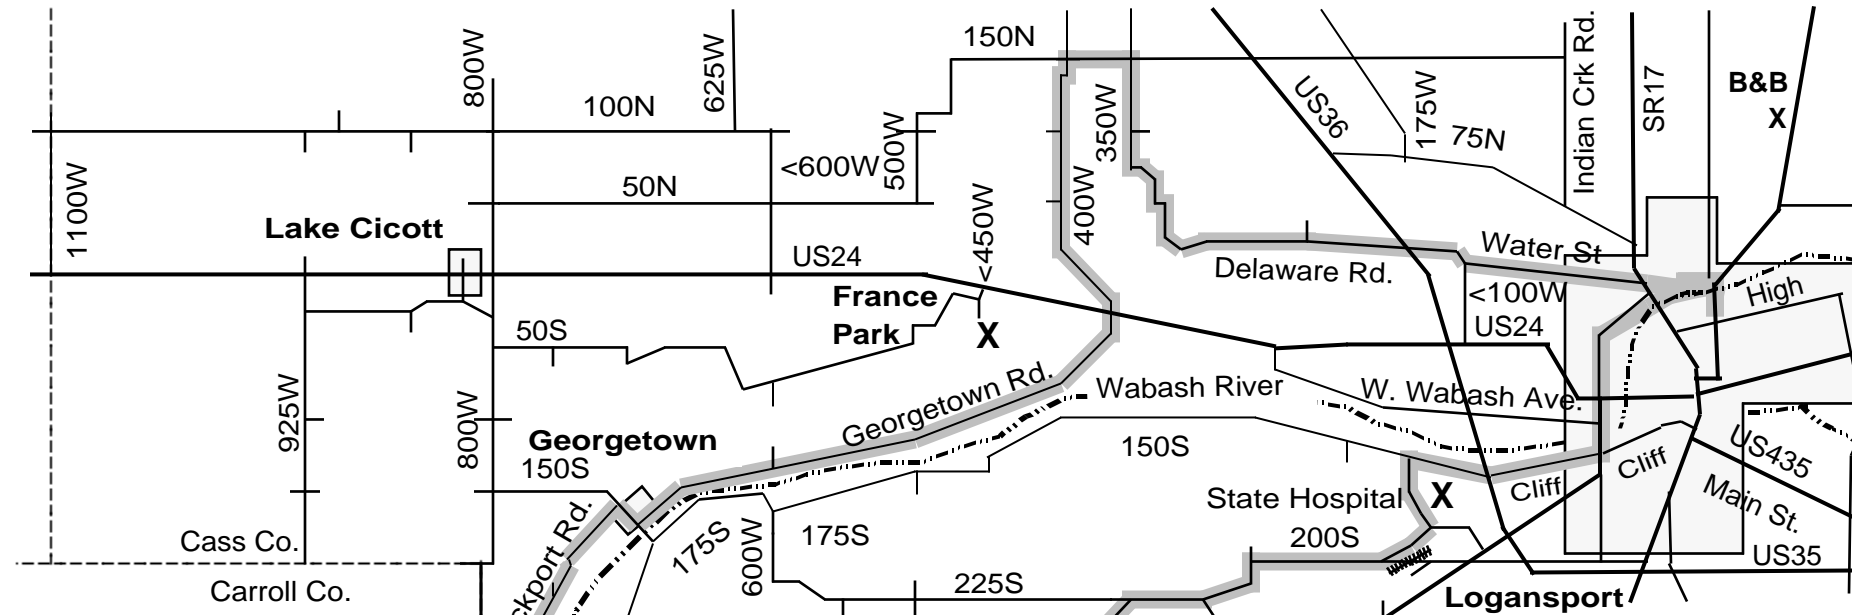 150N
Indian Crk Rd.
800W
625W
B&B
X
SR17
US36
175W
100N
350W
75N
500W
<600W
1100W
50N
400W
<450W
Lake Cicott
US24
Water St
Delaware Rd.
France
Park
X
<100W
US24
High
50S
925W
800W
Georgetown Rd.
Wabash River
W. Wabash Ave.
Georgetown
150S
150S
Cliff
US435
State Hospital
X
Cliff
Main St.
ckport Rd.
Cass Co.
175S
600W
175S
200S
US35
Carroll Co.
225S
Logansport